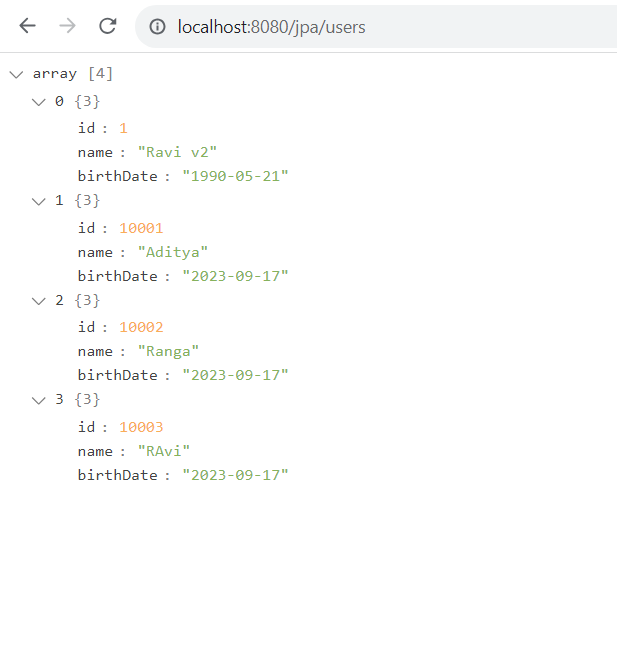 localhost:8080/jpa/users
array [4]
0 {3}
id : 1
name : "Ravi v2"
birthDate : "1990-05-21"
1 {3}
id : 10001
name : "Aditya"
birthDate : "2023-09-17"
2 {3}
id : 10002
name : "Ranga"
birthDate : "2023-09-17"
3 {3}
id : 10003
name : "RAvi"
birthDate : "2023-09-17"